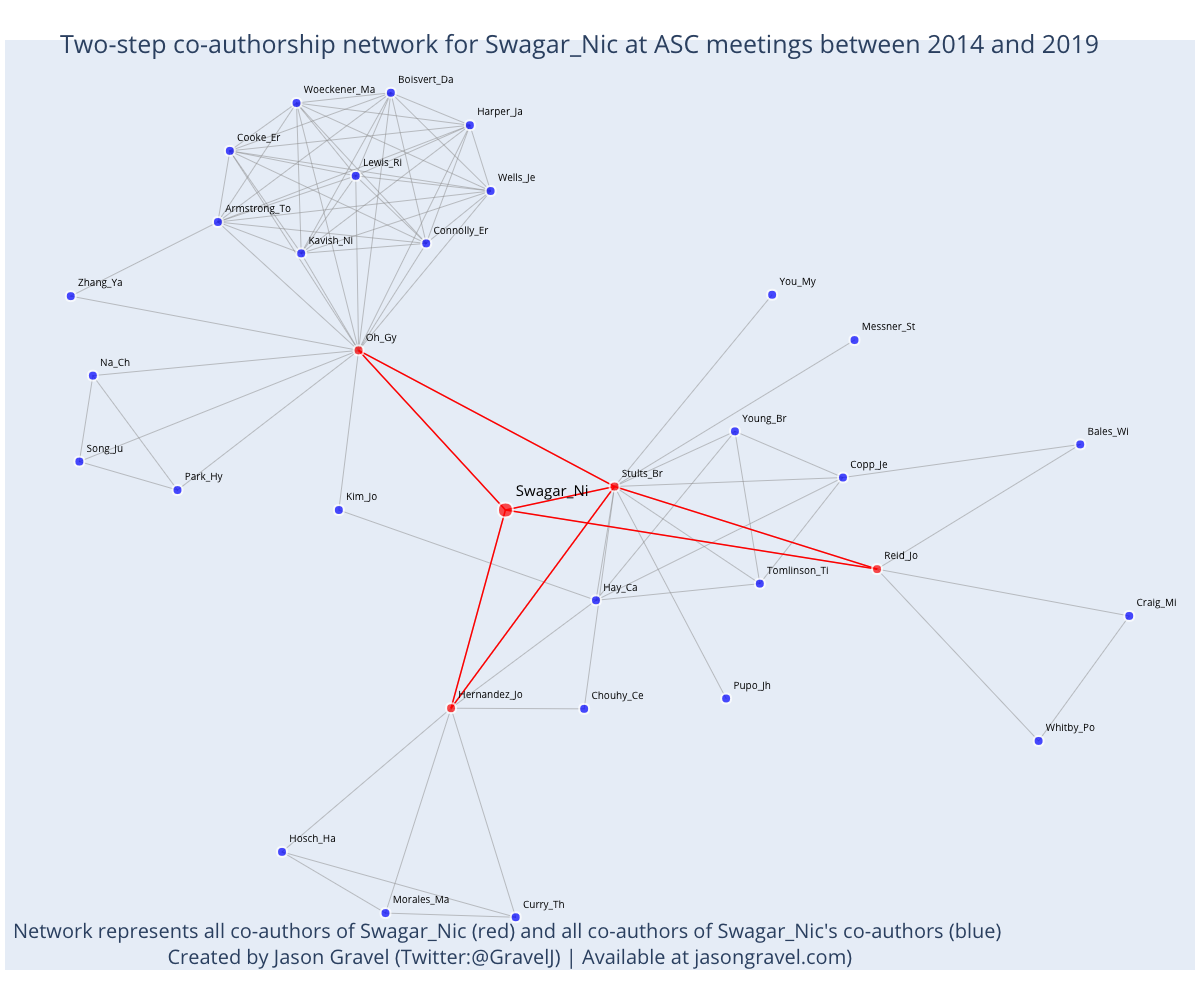 Two-step co-authorship network for Swagar_Nic at ASC meetings between 2014 and 2019
Boisvert_Da
Woeckener_Ma
Harper_Ja
Cooke_Er
Lewis_Ri
Wells_Je
Armstrong_To
Connolly_Er
Kavish_Ni
Zhang_Ya
You_My
Messner_St
Oh_Gy
Na_Ch
Young_Br
Bales_Wi
Song_Ju
Copp_Je
Stults_Br
Park_Hy
Swagar_Ni
Kim_Jo
Reid_Jo
Tomlinson_Ti
Hay_Ca
Craig_Mi
Pupo_Jh
Hernandez_Jo
Chouhy_Ce
Whitby_Po
Hosch_Ha
Morales_Ma
Curry_Th
Network represents all co-authors of Swagar_Nic (red) and all co-authors of Swagar_Nic's co-authors (blue)
Created by Jason Gravel (Twitter:@GravelJ) | Available at jasongravel.com)